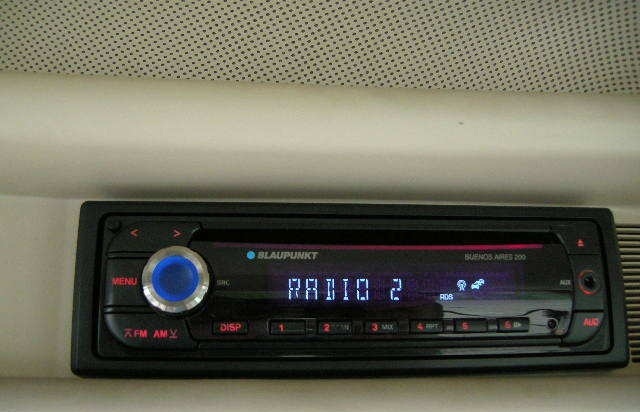 < >
BLAUPUNKT BUENOS AIRES 200
MENU SRC RADIO 2 RDS AUX
FM AM DISP 1 2 3 MIX 4 RPT 5 6 AUD